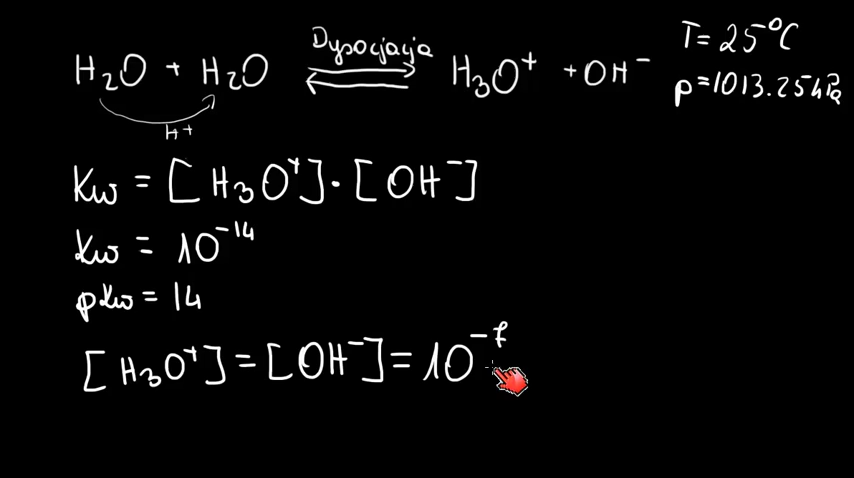 H₂O + H₂O Dysocjacja ⇌ H₃O⁺ + OH⁻
H⁺
T = 25°C
p = 1013.25 hPa
Kw = [H₃O⁺]·[OH⁻]
Kw = 10⁻¹⁴
pKw = 14
[H₃O⁺] = [OH⁻] = 10⁻⁷